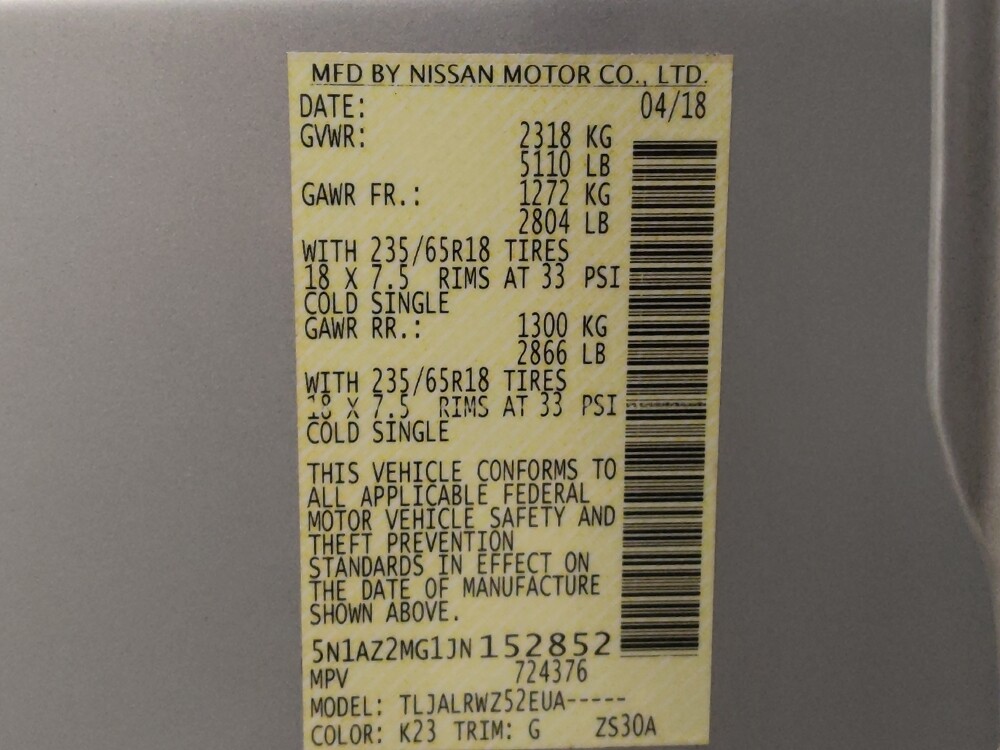 MFD BY NISSAN MOTOR CO., LTD.
DATE: 04/18
GVWR: 2318 KG
5110 LB
GAWR FR.: 1272 KG
2804 LB
WITH 235/65R18 TIRES
18 X 7.5 RIMS AT 33 PSI
COLD SINGLE
GAWR RR.: 1300 KG
2866 LB
WITH 235/65R18 TIRES
18 X 7.5 RIMS AT 33 PSI
COLD SINGLE
THIS VEHICLE CONFORMS TO
ALL APPLICABLE FEDERAL
MOTOR VEHICLE SAFETY AND
THEFT PREVENTION
STANDARDS IN EFFECT ON
THE DATE OF MANUFACTURE
SHOWN ABOVE.
5N1AZ2MG1JN152852
MPV 724376
MODEL: TLJALRWZ52EUA-----
COLOR: K23 TRIM: G ZS30A